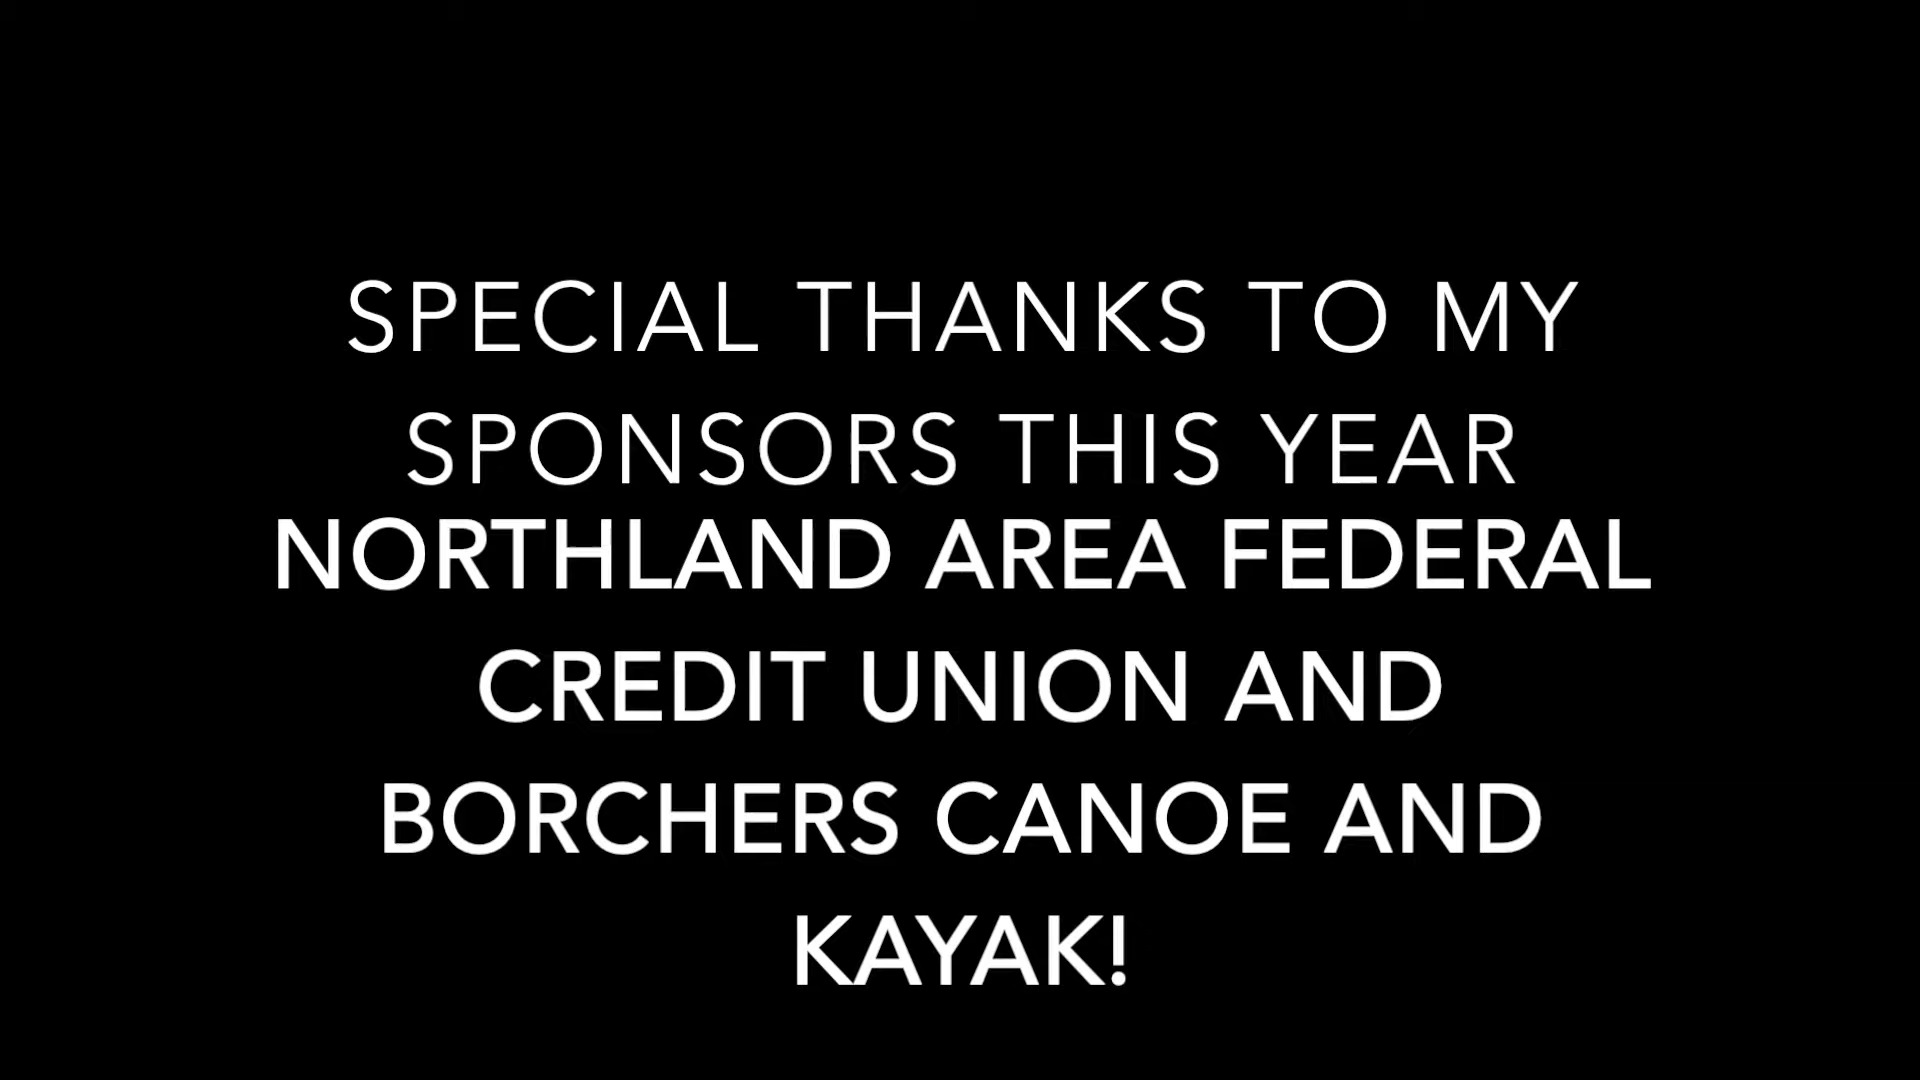 SPECIAL THANKS TO MY
SPONSORS THIS YEAR
NORTHLAND AREA FEDERAL
CREDIT UNION AND
BORCHERS CANOE AND
KAYAK!